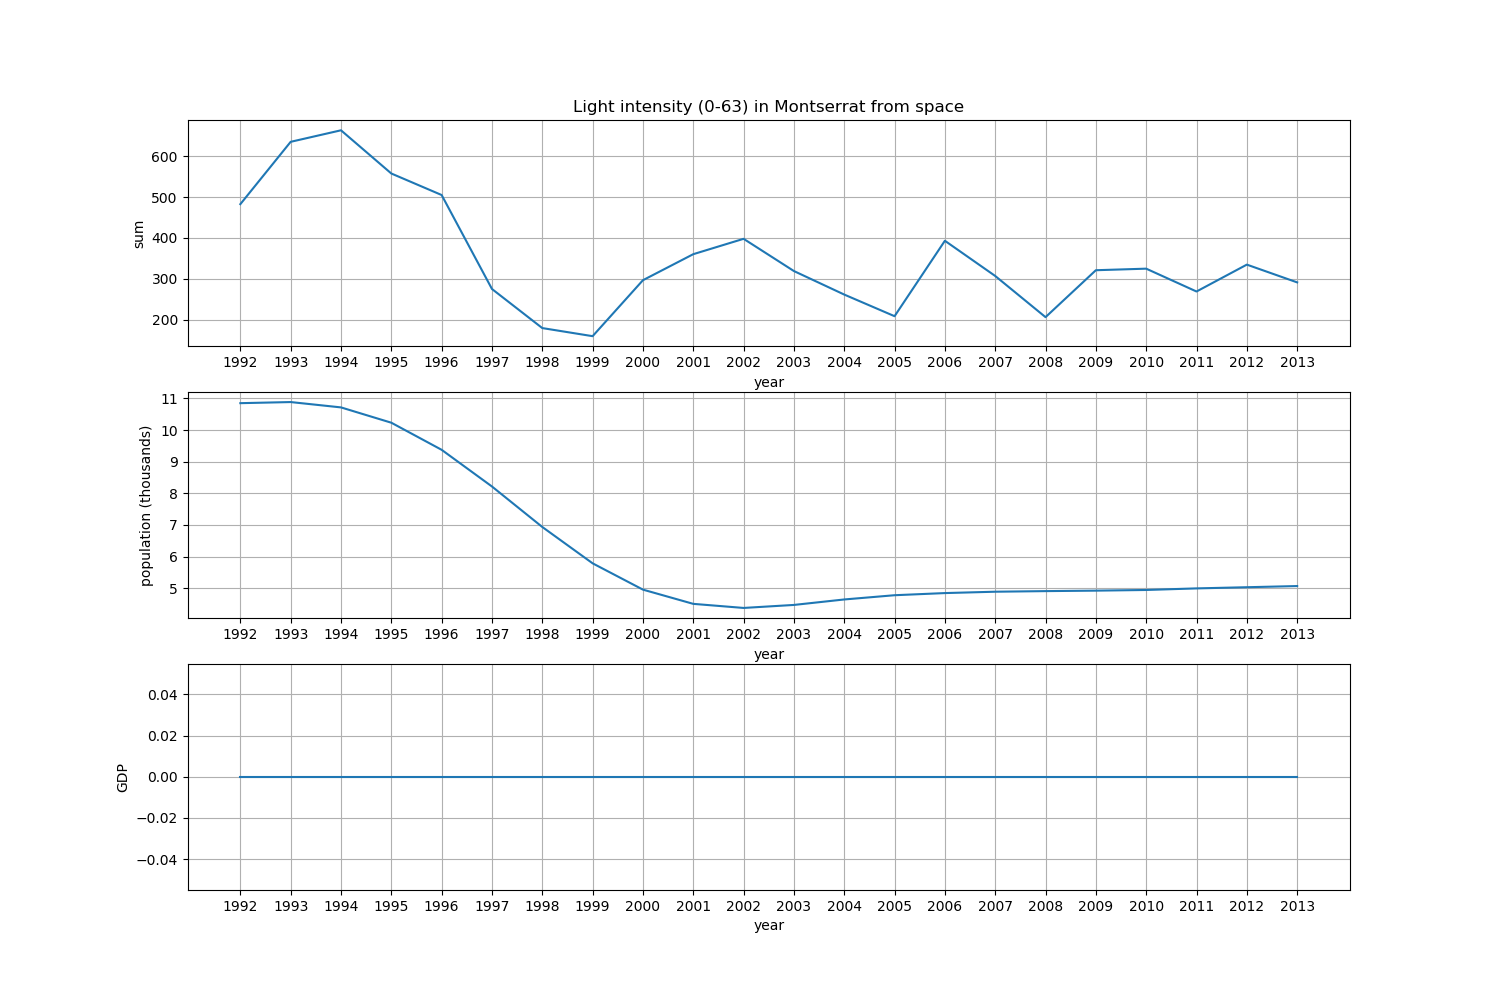 Light intensity (0-63) in Montserrat from space
600
500
400
300
200
sum
1992 1993 1994 1995 1996 1997 1998 1999 2000 2001 2002 2003 2004 2005 2006 2007 2008 2009 2010 2011 2012 2013
year
11
10
9
8
7
6
5
population (thousands)
1992 1993 1994 1995 1996 1997 1998 1999 2000 2001 2002 2003 2004 2005 2006 2007 2008 2009 2010 2011 2012 2013
year
0.04
0.02
0.00
−0.02
−0.04
GDP
1992 1993 1994 1995 1996 1997 1998 1999 2000 2001 2002 2003 2004 2005 2006 2007 2008 2009 2010 2011 2012 2013
year